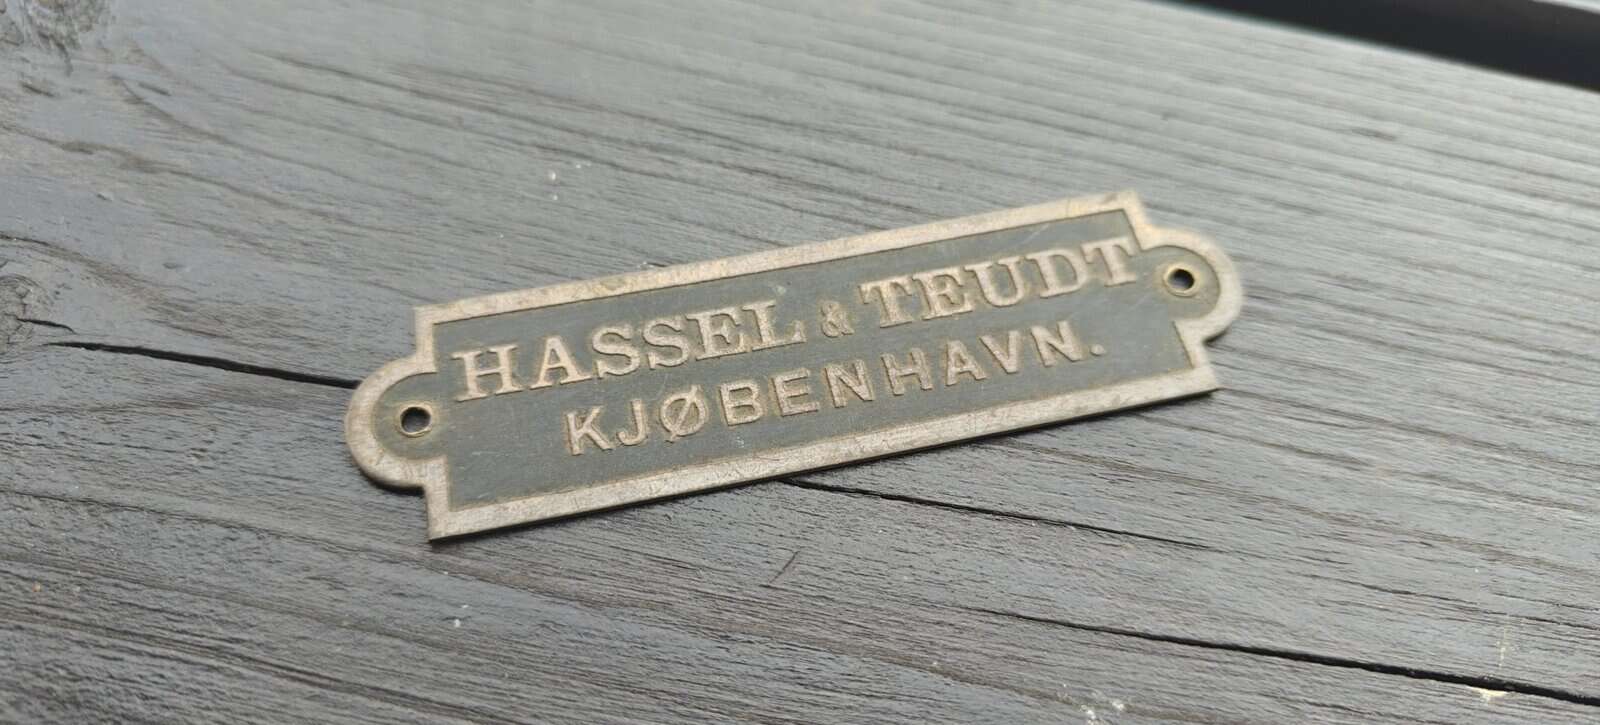 HASSEL & TEUDT
KJØBENHAVN.